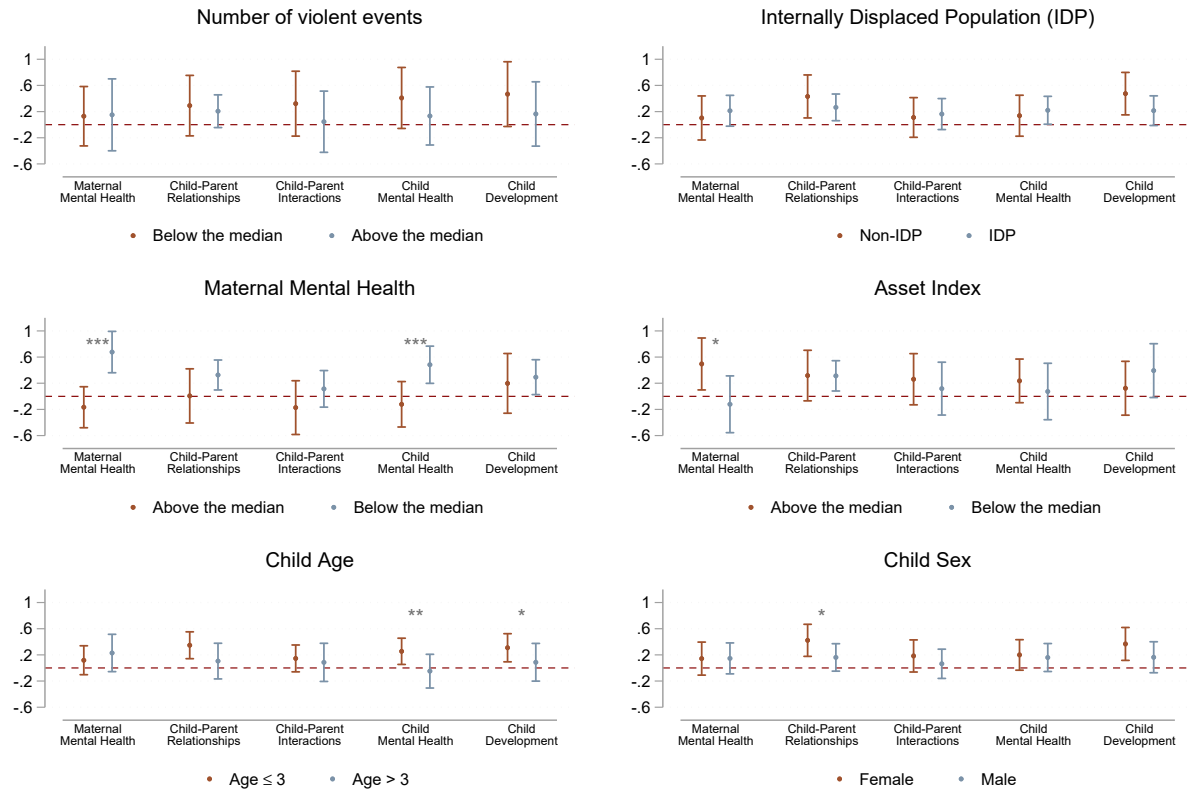 Number of violent events
1
.6
.2
-.2
-.6
Maternal
Mental Health
Child-Parent
Relationships
Child-Parent
Interactions
Child
Mental Health
Child
Development
Below the median
Above the median
Internally Displaced Population (IDP)
1
.6
.2
-.2
-.6
Maternal
Mental Health
Child-Parent
Relationships
Child-Parent
Interactions
Child
Mental Health
Child
Development
Non-IDP
IDP
Maternal Mental Health
1
.6
.2
-.2
-.6
***
***
Maternal
Mental Health
Child-Parent
Relationships
Child-Parent
Interactions
Child
Mental Health
Child
Development
Above the median
Below the median
Asset Index
1
.6
.2
-.2
-.6
*
Maternal
Mental Health
Child-Parent
Relationships
Child-Parent
Interactions
Child
Mental Health
Child
Development
Above the median
Below the median
Child Age
1
.6
.2
-.2
-.6
**
*
Maternal
Mental Health
Child-Parent
Relationships
Child-Parent
Interactions
Child
Mental Health
Child
Development
Age ≤ 3
Age > 3
Child Sex
1
.6
.2
-.2
-.6
*
Maternal
Mental Health
Child-Parent
Relationships
Child-Parent
Interactions
Child
Mental Health
Child
Development
Female
Male